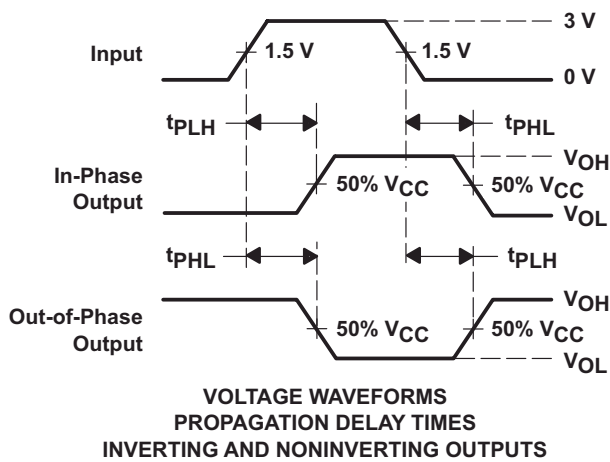 3 V
Input
1.5 V
1.5 V
0 V
tPLH
tPHL
In-Phase
Output
VOH
50% VCC
50% VCC
VOL
tPHL
tPLH
Out-of-Phase
Output
VOH
50% VCC
50% VCC
VOL
VOLTAGE WAVEFORMS
PROPAGATION DELAY TIMES
INVERTING AND NONINVERTING OUTPUTS